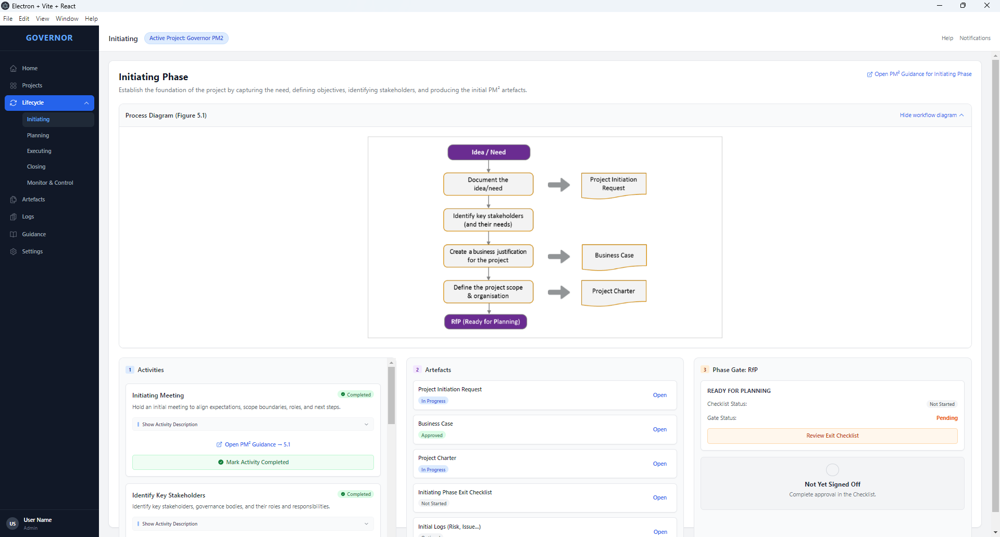 Electron + Vite + React
File Edit View Window Help
GOVERNOR
Initiating
Active Project: Governor PM2
Help
Notifications
Home
Projects
Lifecycle
Initiating
Planning
Executing
Closing
Monitor & Control
Artefacts
Logs
Guidance
Settings
US
User Name
Admin
Initiating Phase
Open PM² Guidance for Initiating Phase
Establish the foundation of the project by capturing the need, defining objectives, identifying stakeholders, and producing the initial PM² artefacts.
Process Diagram (Figure 5.1)
Hide workflow diagram
Idea / Need
Document the
idea/need
Project Initiation
Request
Identify key stakeholders
(and their needs)
Create a business justification
for the project
Business Case
Define the project scope
& organisation
Project Charter
RfP (Ready for Planning)
1 Activities
Initiating Meeting
Completed
Hold an initial meeting to align expectations, scope boundaries, roles, and next steps.
Show Activity Description
Open PM² Guidance → 5.1
Mark Activity Completed
Identify Key Stakeholders
Completed
Identify key stakeholders, governance bodies, and their roles and responsibilities.
Show Activity Description
2 Artefacts
Project Initiation Request
In Progress
Open
Business Case
Approved
Open
Project Charter
In Progress
Open
Initiating Phase Exit Checklist
Not Started
Open
Initial Logs (Risk, Issue...)
Open
3 Phase Gate: RfP
READY FOR PLANNING
Checklist Status:
Not Started
Gate Status:
Pending
Review Exit Checklist
Not Yet Signed Off
Complete approval in the Checklist.